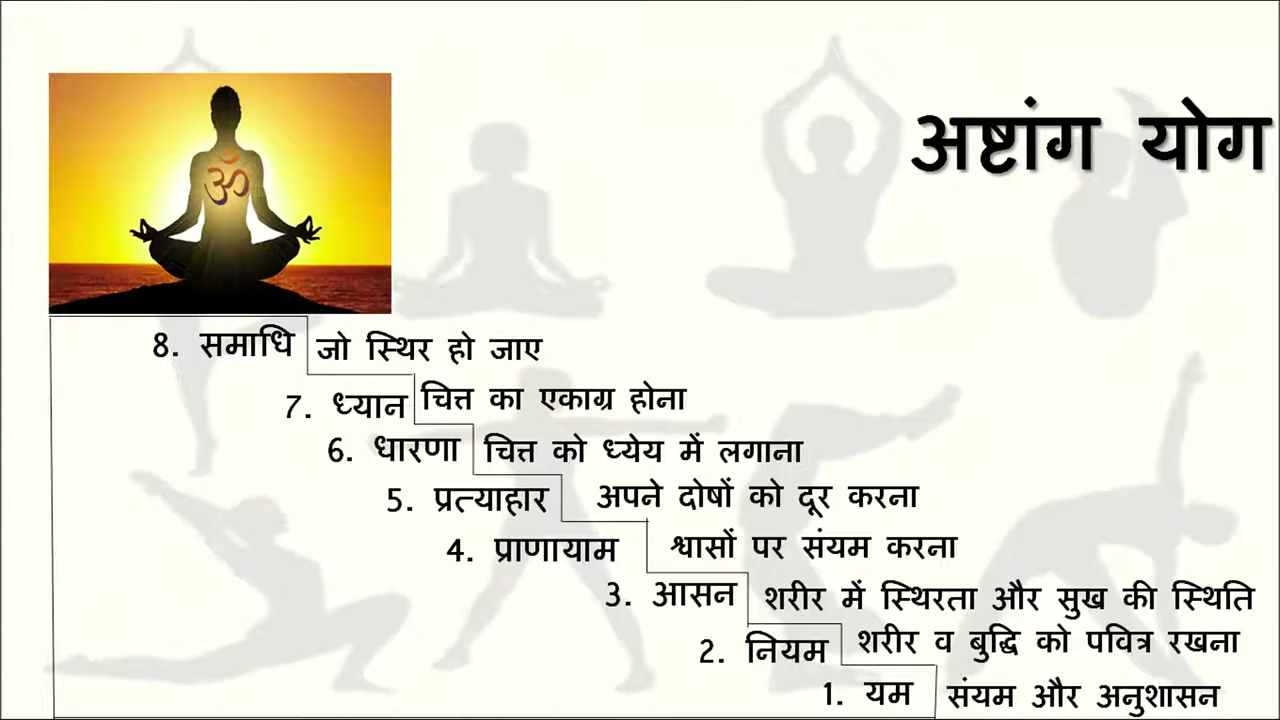 अष्टांग योग
ॐ
8. समाधि जो स्थिर हो जाए
7. ध्यान चित्त का एकाग्र होना
6. धारणा चित्त को ध्येय में लगाना
5. प्रत्याहार अपने दोषों को दूर करना
4. प्राणायाम श्वासों पर संयम करना
3. आसन शरीर में स्थिरता और सुख की स्थिति
2. नियम शरीर व बुद्धि को पवित्र रखना
1. यम संयम और अनुशासन